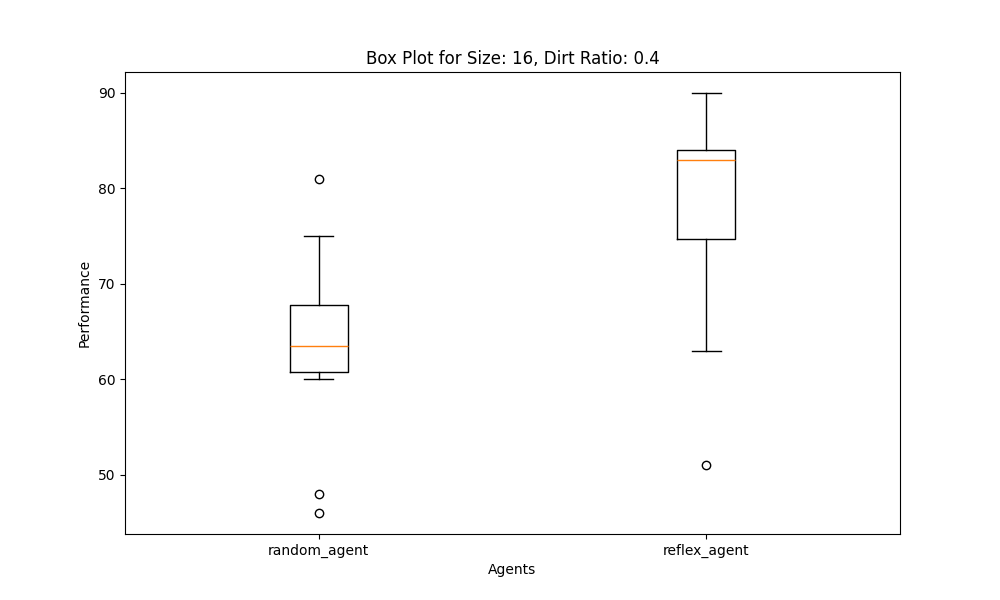 Box Plot for Size: 16, Dirt Ratio: 0.4
90
80
70
60
50
Performance
random_agent
reflex_agent
Agents